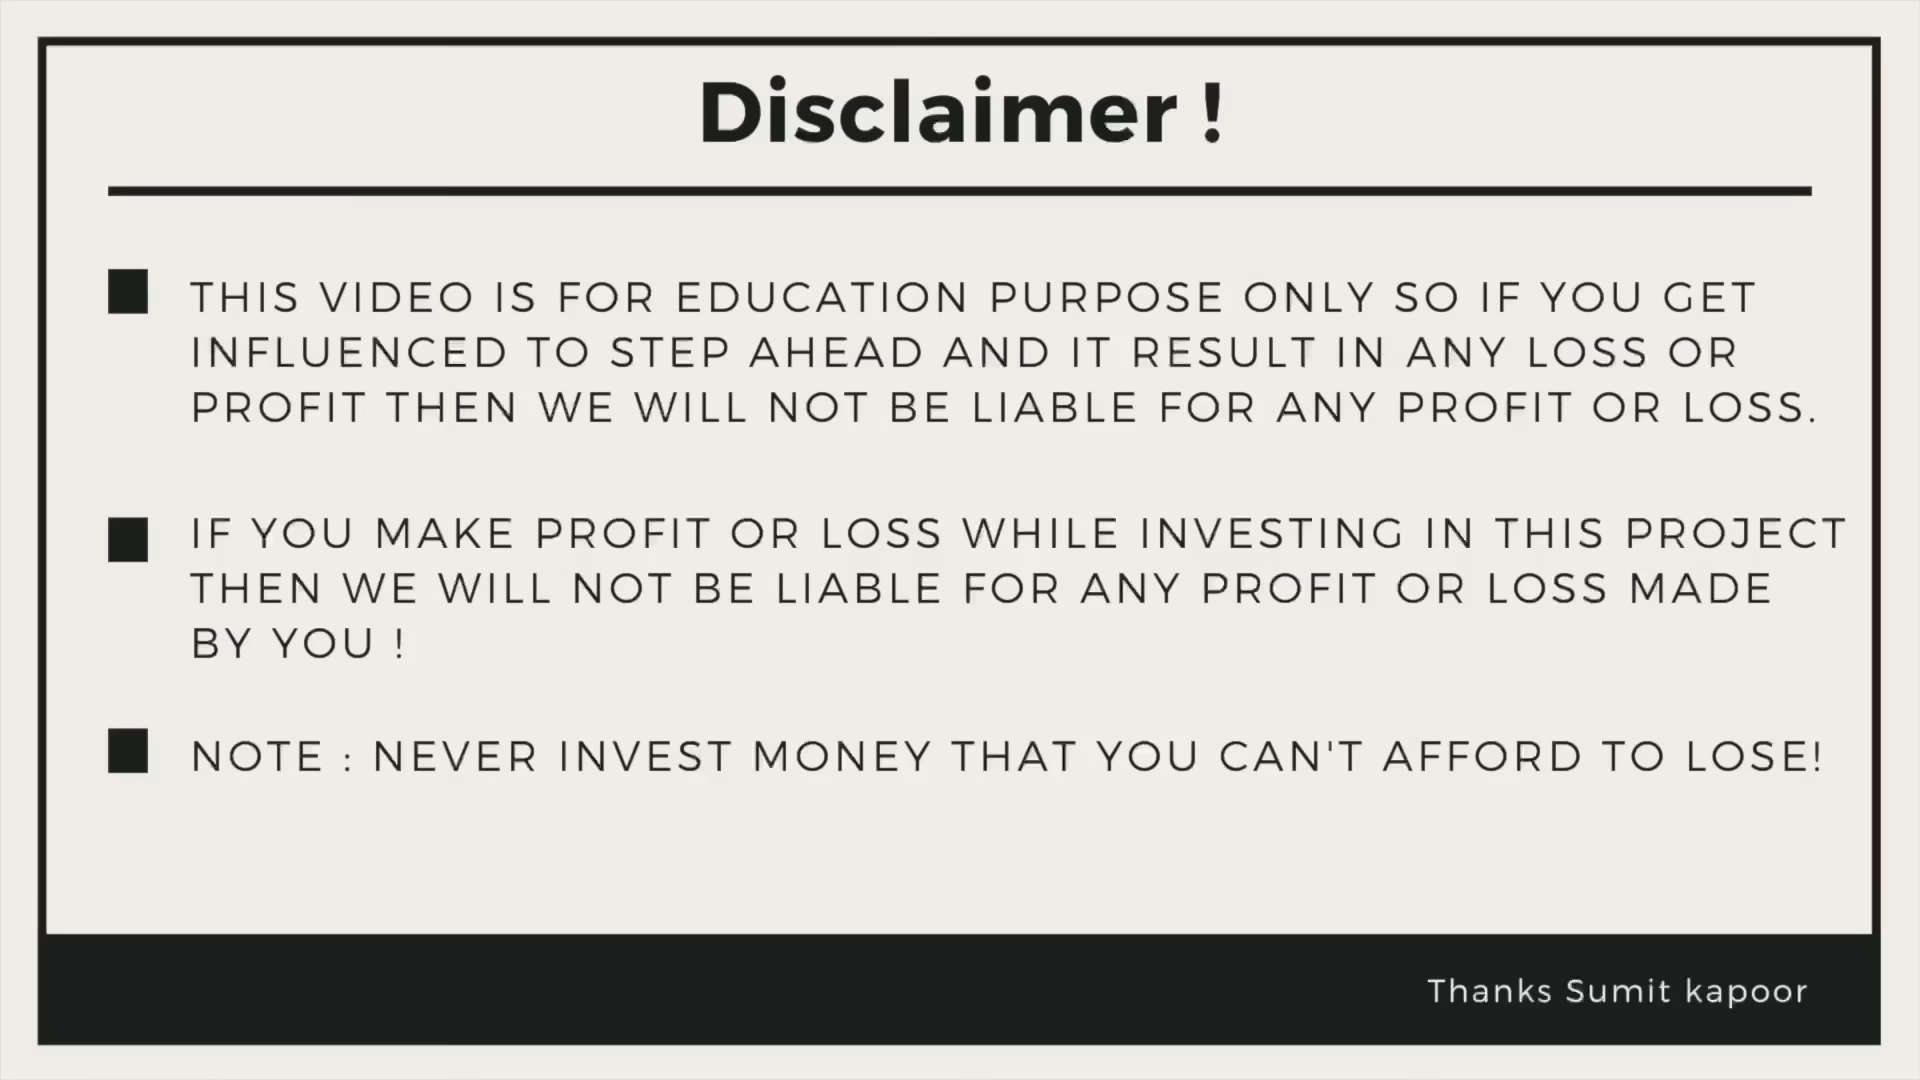 Disclaimer !
THIS VIDEO IS FOR EDUCATION PURPOSE ONLY SO IF YOU GET
INFLUENCED TO STEP AHEAD AND IT RESULT IN ANY LOSS OR
PROFIT THEN WE WILL NOT BE LIABLE FOR ANY PROFIT OR LOSS.
IF YOU MAKE PROFIT OR LOSS WHILE INVESTING IN THIS PROJECT
THEN WE WILL NOT BE LIABLE FOR ANY PROFIT OR LOSS MADE
BY YOU !
NOTE : NEVER INVEST MONEY THAT YOU CAN'T AFFORD TO LOSE!
Thanks Sumit kapoor